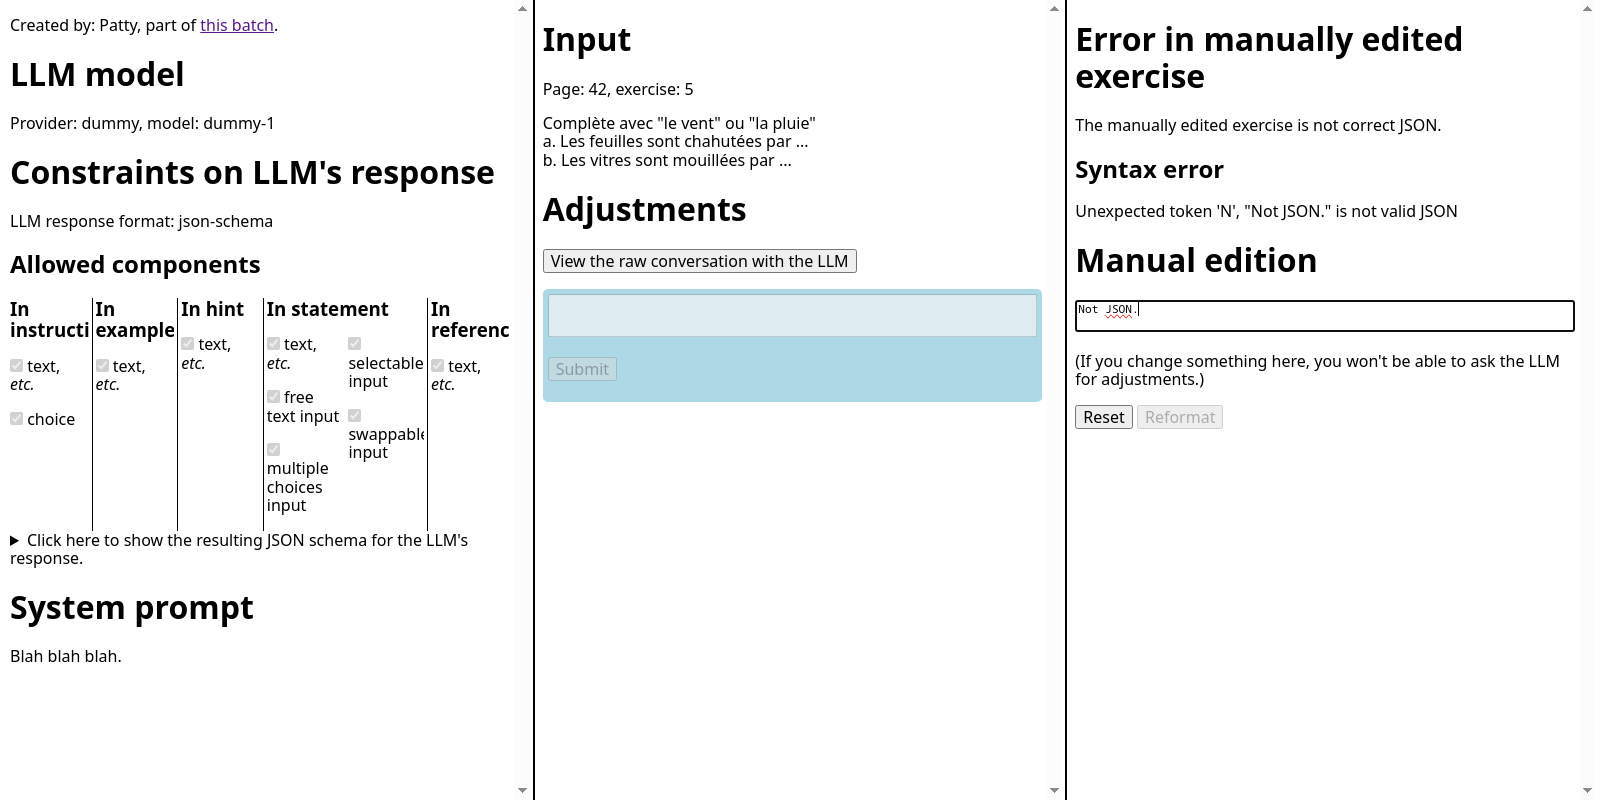 Created by: Patty, part of this batch.
LLM model
Provider: dummy, model: dummy-1
Constraints on LLM's response
LLM response format: json-schema
Allowed components
In
instructi
text,
etc.
choice
In
example
text,
etc.
In hint
text,
etc.
In statement
text,
etc.
free
text input
multiple
choices
input
selectable
input
swappable
input
In
referenc
text,
etc.
Click here to show the resulting JSON schema for the LLM's
response.
System prompt
Blah blah blah.
Input
Page: 42, exercise: 5
Complète avec "le vent" ou "la pluie"
a. Les feuilles sont chahutées par ...
b. Les vitres sont mouillées par ...
Adjustments
View the raw conversation with the LLM
Submit
Error in manually edited
exercise
The manually edited exercise is not correct JSON.
Syntax error
Unexpected token 'N', "Not JSON." is not valid JSON
Manual edition
Not JSON.
(If you change something here, you won't be able to ask the LLM
for adjustments.)
Reset Reformat